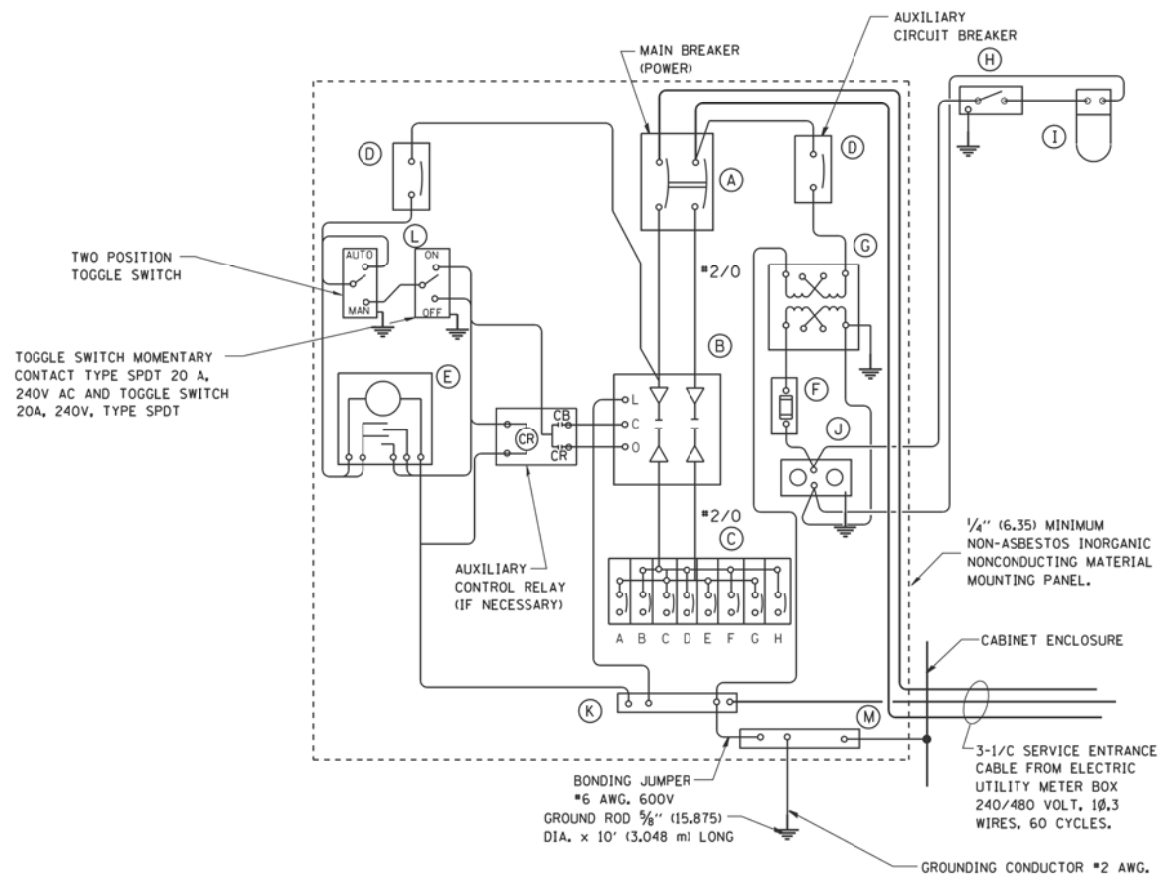 AUXILIARY
CIRCUIT BREAKER
MAIN BREAKER
(POWER)
H
I
D
A
D
G
L
TWO POSITION
TOGGLE SWITCH
AUTO
MAN
ON
OFF
#2/0
TOGGLE SWITCH MOMENTARY
CONTACT TYPE SPDT 20 A,
240V AC AND TOGGLE SWITCH
20A, 240V, TYPE SPDT
E
B
F
J
CB
CR
CR
L
C
O
#2/0
C
AUXILIARY
CONTROL RELAY
(IF NECESSARY)
A B C D E F G H
1/4" (6.35) MINIMUM
NON-ASBESTOS INORGANIC
NONCONDUCTING MATERIAL
MOUNTING PANEL.
CABINET ENCLOSURE
K
M
BONDING JUMPER
#6 AWG. 600V
GROUND ROD 5/8" (15.875)
DIA. x 10' (3.048 m) LONG
3-1/C SERVICE ENTRANCE
CABLE FROM ELECTRIC
UTILITY METER BOX
240/480 VOLT, 1Ø,3
WIRES, 60 CYCLES.
GROUNDING CONDUCTOR #2 AWG.